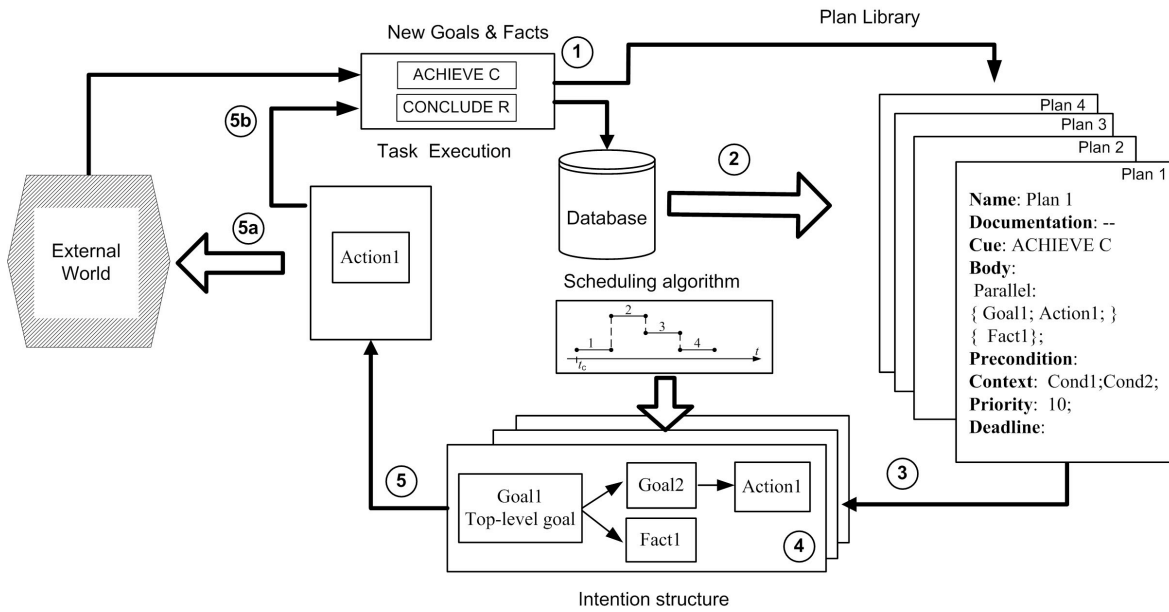 Plan Library
New Goals & Facts
1
ACHIEVE C
CONCLUDE R
5b
Task Execution
2
Plan 4
Plan 3
Plan 2
Plan 1
Name: Plan 1
Documentation: --
Cue: ACHIEVE C
Body:
Parallel:
{ Goal1; Action1; }
{ Fact1};
Precondition:
Context: Cond1;Cond2;
Priority: 10;
Deadline:
Database
External
World
5a
Action1
Scheduling algorithm
2
1
3
4
t
tc
5
3
Goal1
Top-level goal
Goal2
Action1
Fact1
4
Intention structure